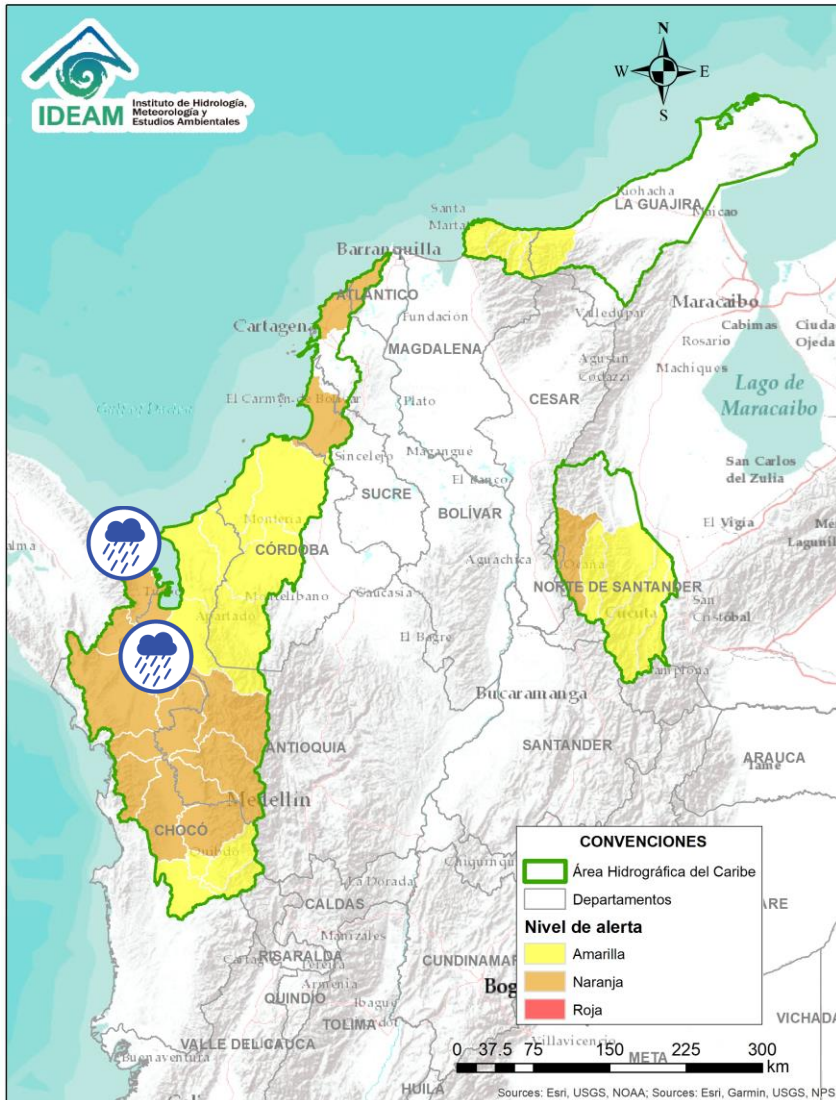 IDEAM
Instituto de Hidrología,
Meteorología y
Estudios Ambientales
N
W
E
S
Riohacha
LA GUAJIRA
Maicao
Santa
Marta
Barranquilla
ATLÁNTICO
Maracaibo
Cabimas
Ciudad
Ojeda
Cartagena
Fundación
Valledupar
Rosario
Machiques
MAGDALENA
Agustín
Codazzi
CESAR
Lago de
Maracaibo
El Carmen de Bolívar
Plato
Sincelejo
Magangué
San Carlos
del Zulia
SUCRE
El Banco
BOLÍVAR
El Vigía
Montería
CÓRDOBA
Aguachica
Ocaña
NORTE DE SANTANDER
Montelíbano
Caucasia
Apartadó
Cúcuta
San
Cristóbal
El Bagre
Pamplona
Bucaramanga
SANTANDER
ANTIOQUIA
ARAUCA
Tame
Medellín
CHOCÓ
Quibdó
La Dorada
CALDAS
Manizales
RISARALDA
Pereira
Armenia
QUINDÍO
Ibagué
TOLIMA
CUNDINAMAR
Bog
VICHADA
VALLE DEL CAUCA
Buenaventura
Villavicencio
META
HUILA
CONVENCIONES
Área Hidrográfica del Caribe
Departamentos
Nivel de alerta
Amarilla
Naranja
Roja
0 37.5 75 150 225 300
km
Sources: Esri, USGS, NOAA; Sources: Esri, Garmin, USGS, NPS